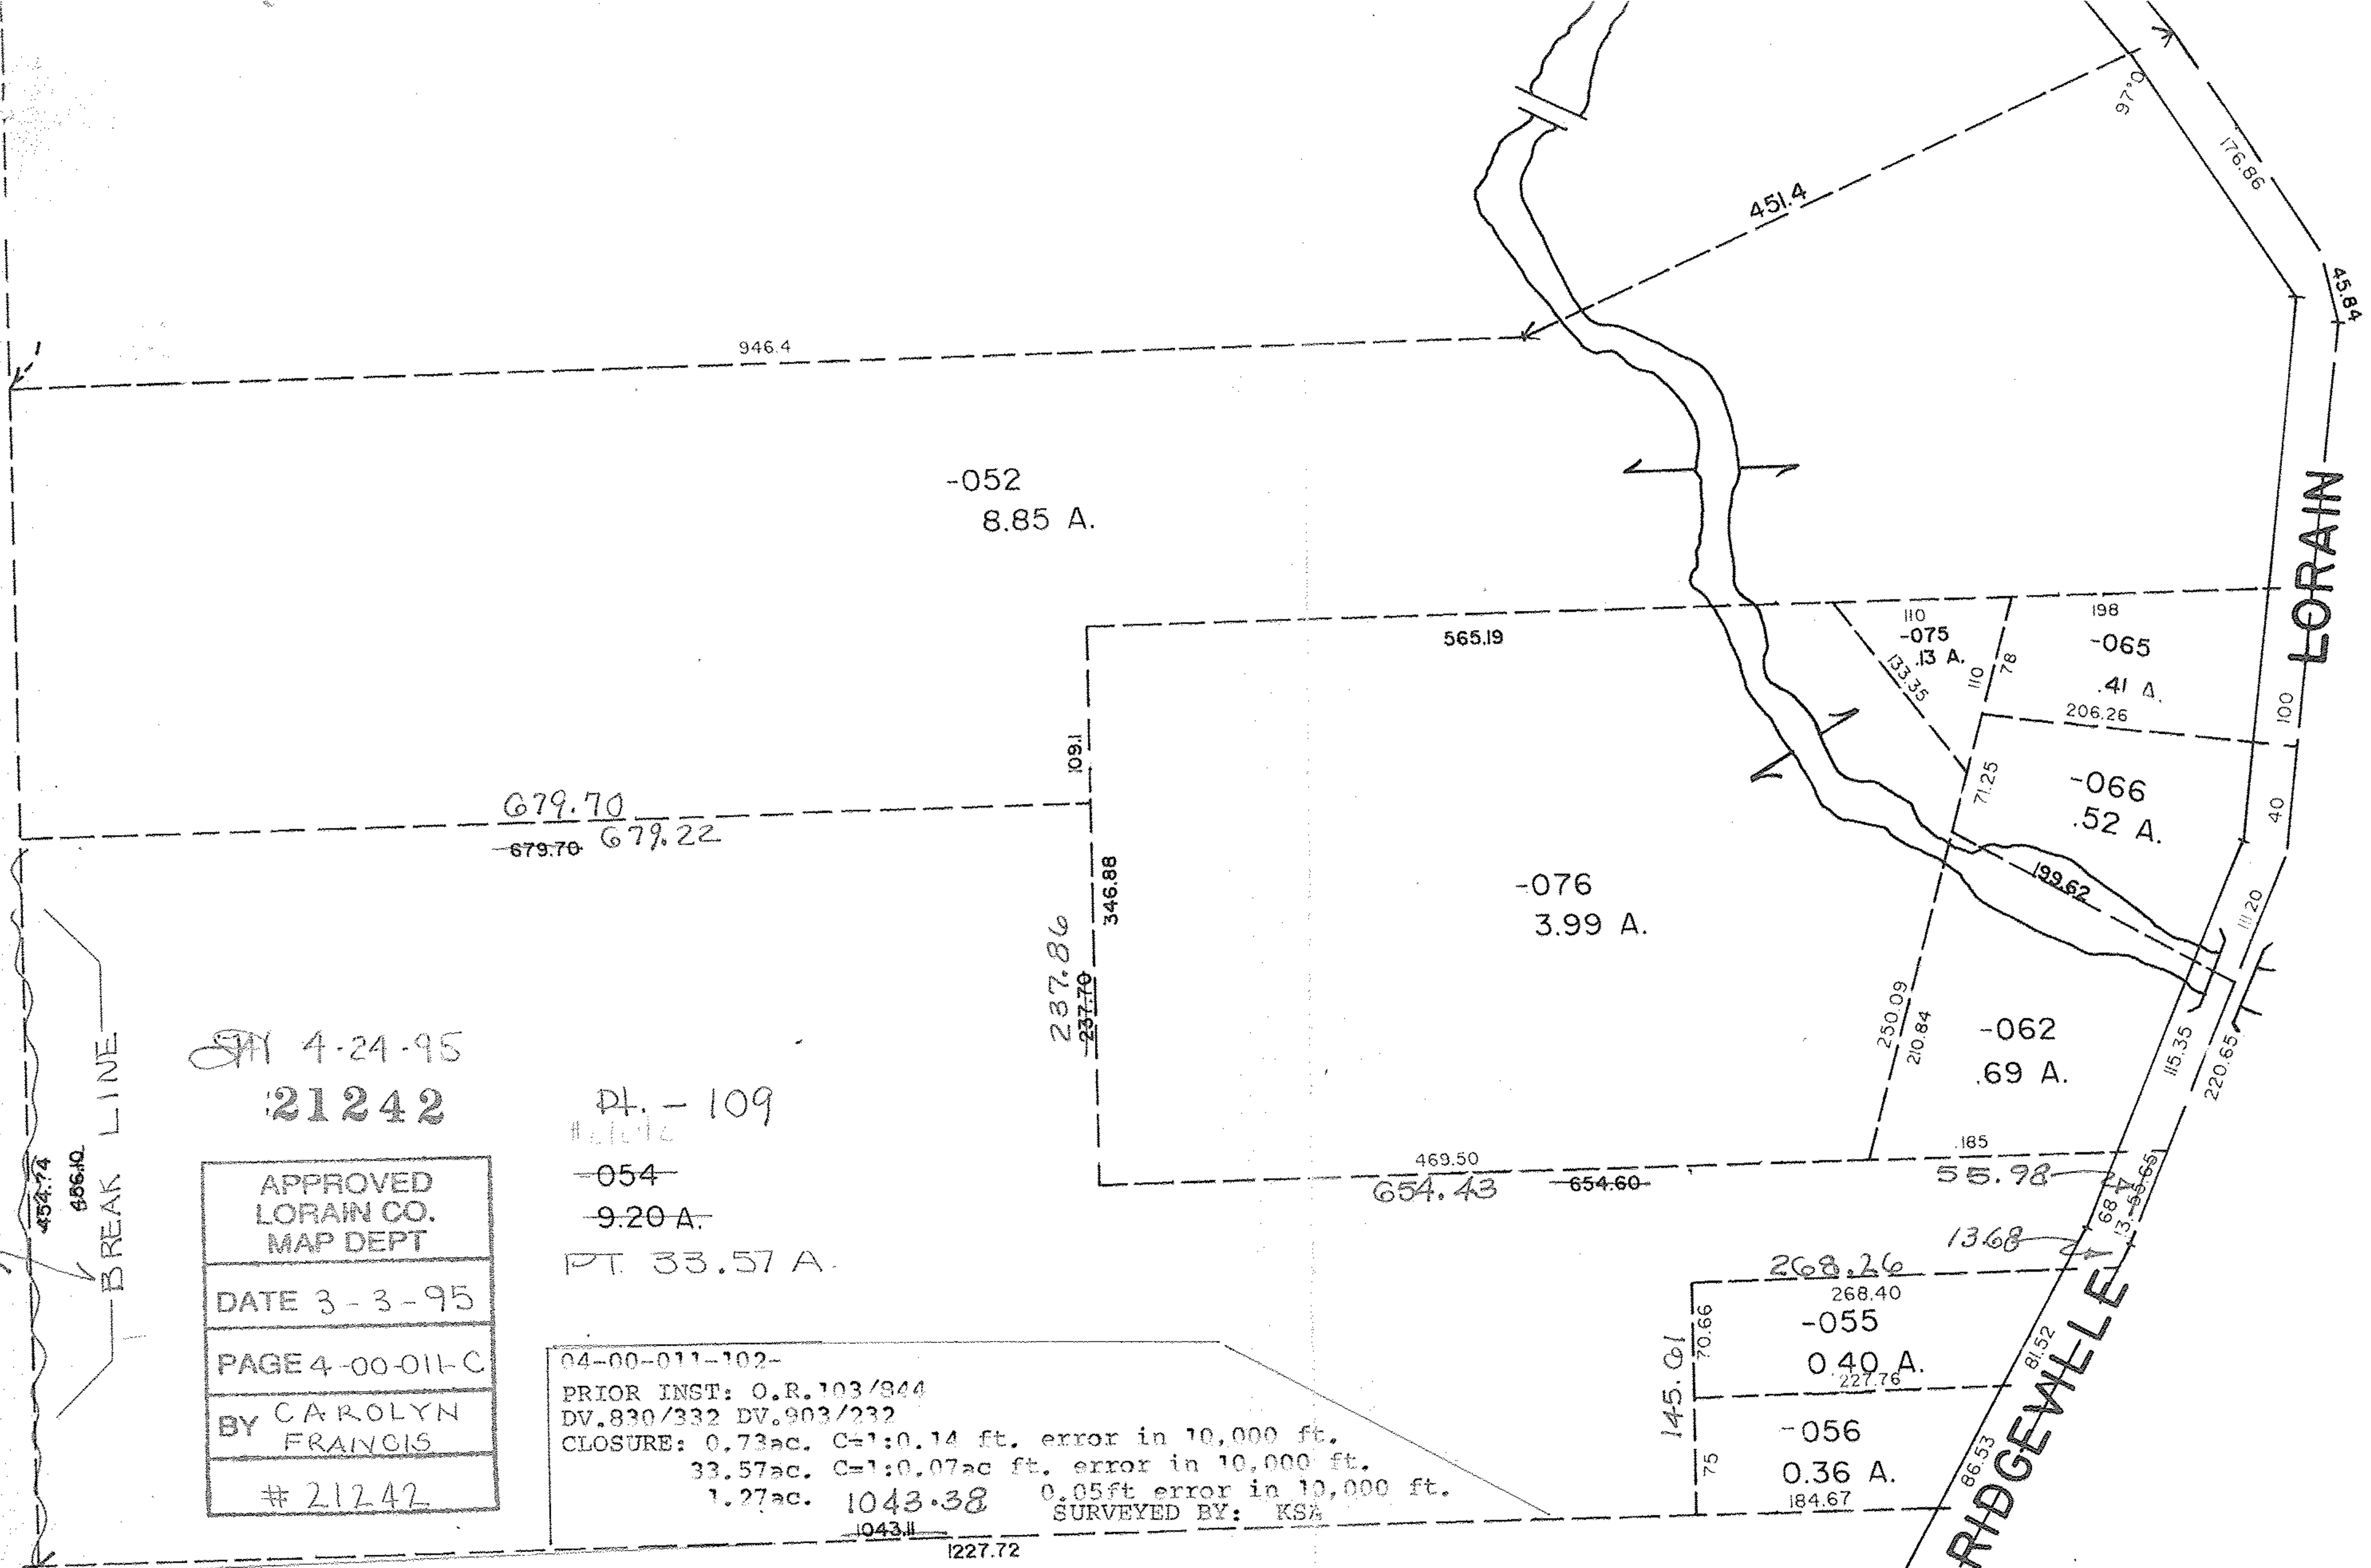 97°0
176.86
451.4
45.84
946.4
-052
8.85 A.
LORAIN
565.19
110
-075
.13 A.
133.35
110
78
198
-065
.41 A.
206.26
100
109.1
71.25
-066
.52 A.
40
679.70
679.22
679.70
346.88
237.86
237.70
-076
3.99 A.
199.62
111.20
250.09
210.84
-062
.69 A.
115.35
220.65
BREAK LINE
454.74
4-24-95
21242
Pt. - 109
-054
9.20 A.
PT. 33.57 A.
469.50
654.43
654.60
.185
55.98
68
13.68
268.26
268.40
-055
0.40 A.
227.76
70.66
145.61
81.52
-056
0.36 A.
75
184.67
86.53
RIDGEVILLE
APPROVED
LORAIN CO.
MAP DEPT
DATE 3-3-95
PAGE 4-00-011-C
BY CAROLYN
FRANCIS
# 21242
04-00-011-102-
PRIOR INST: O.R.103/844
DV.830/332 DV.903/232
CLOSURE: 0.73ac. C=1:0.14 ft. error in 10,000 ft.
33.57ac. C=1:0.07ac ft. error in 10,000 ft.
1.27ac. 1043.38 0.05ft error in 10,000 ft.
SURVEYED BY: KSA
1043.11
1227.72